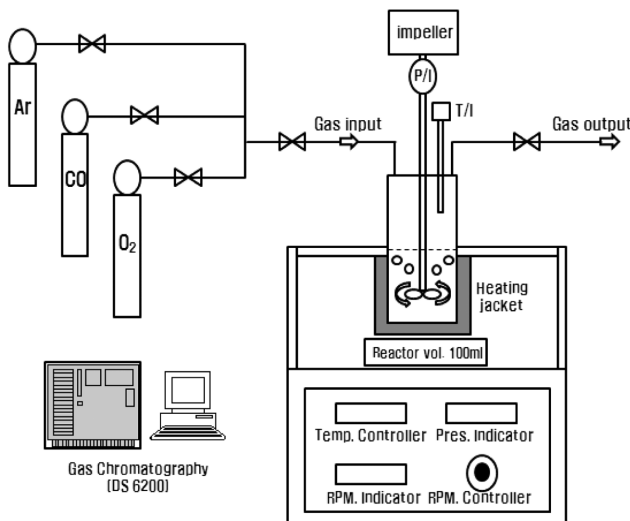 impeller
P/I
T/I
Ar
Gas input
Gas output
CO
O₂
Heating
jacket
Reactor vol. 100ml
Temp. Controller
Pres. Indicator
Gas Chromatography
(DS 6200)
RPM. Indicator
RPM. Controller